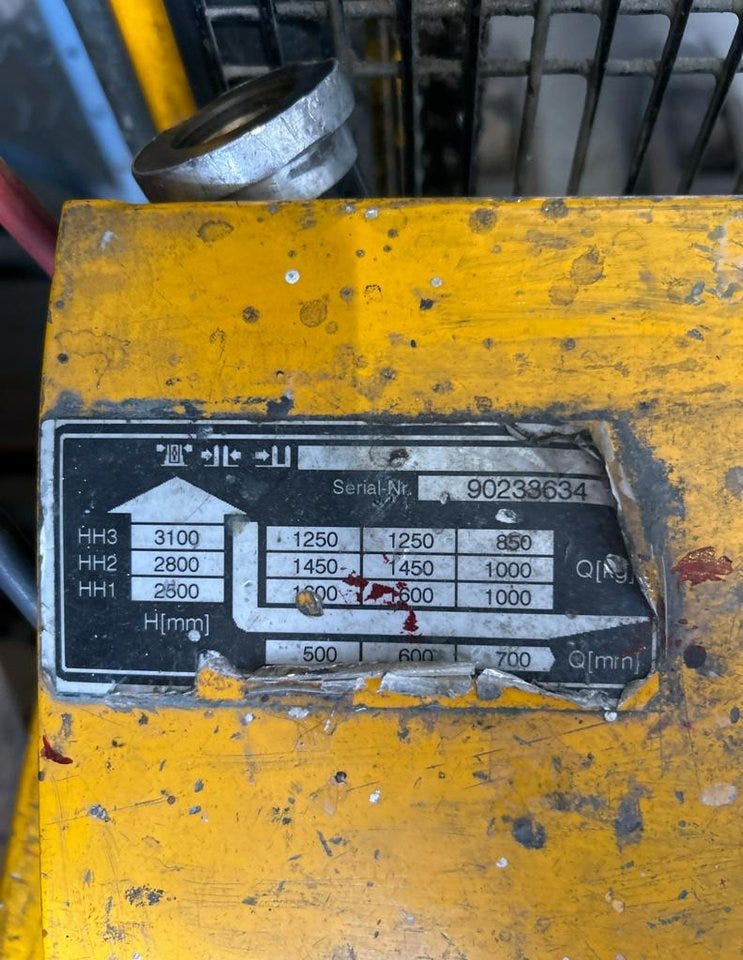 Serial-Nr. 90233634
HH3 3100 1250 1250 850
HH2 2800 1450 1450 1000 Q[kg]
HH1 2500 1600 1600 1000
H[mm]
500 600 700 Q[mm]